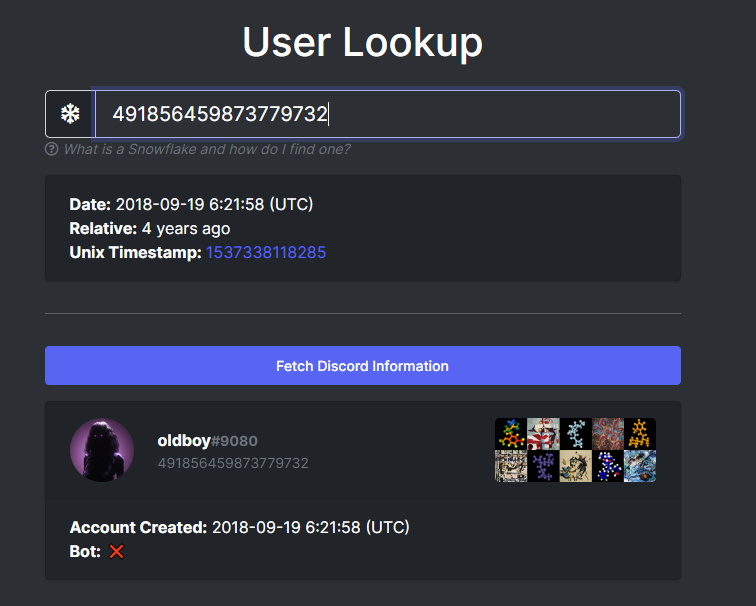 User Lookup
491856459873779732
What is a Snowflake and how do I find one?
Date: 2018-09-19 6:21:58 (UTC)
Relative: 4 years ago
Unix Timestamp: 1537338118285
Fetch Discord Information
oldboy#9080
491856459873779732
Account Created: 2018-09-19 6:21:58 (UTC)
Bot: